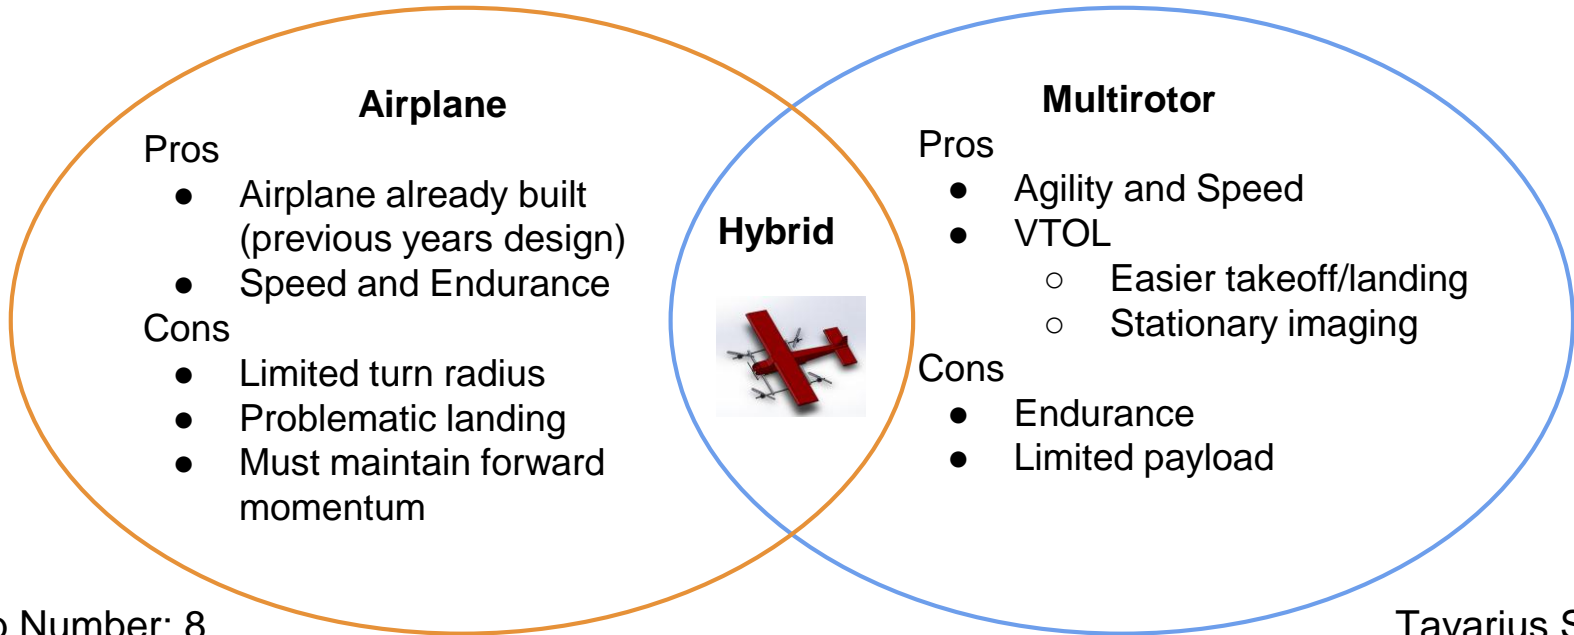 Airplane
Pros
● Airplane already built
(previous years design)
● Speed and Endurance
Cons
● Limited turn radius
● Problematic landing
● Must maintain forward
momentum
Hybrid
Multirotor
Pros
● Agility and Speed
● VTOL
○ Easier takeoff/landing
○ Stationary imaging
Cons
● Endurance
● Limited payload
Number: 8
Tavarius S